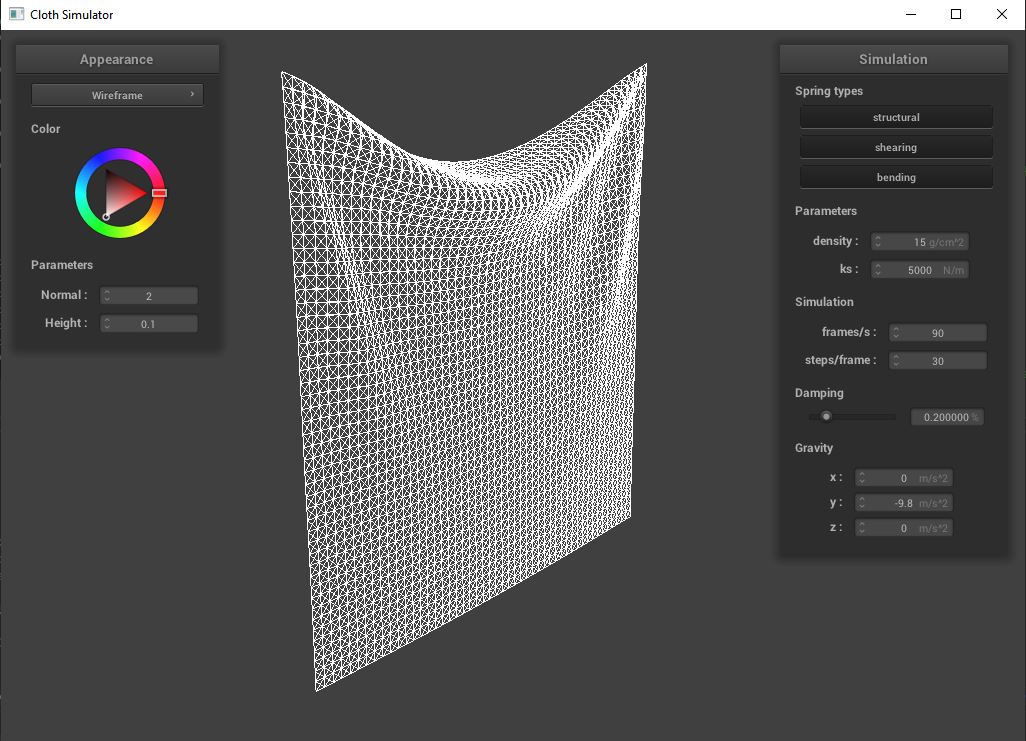 Cloth Simulator
Appearance
Wireframe
Color
Parameters
Normal : 2
Height : 0.1
Simulation
Spring types
structural
shearing
bending
Parameters
density : 15 g/cm^2
ks : 5000 N/m
Simulation
frames/s : 90
steps/frame : 30
Damping
0.200000 %
Gravity
x : 0 m/s^2
y : -9.8 m/s^2
z : 0 m/s^2